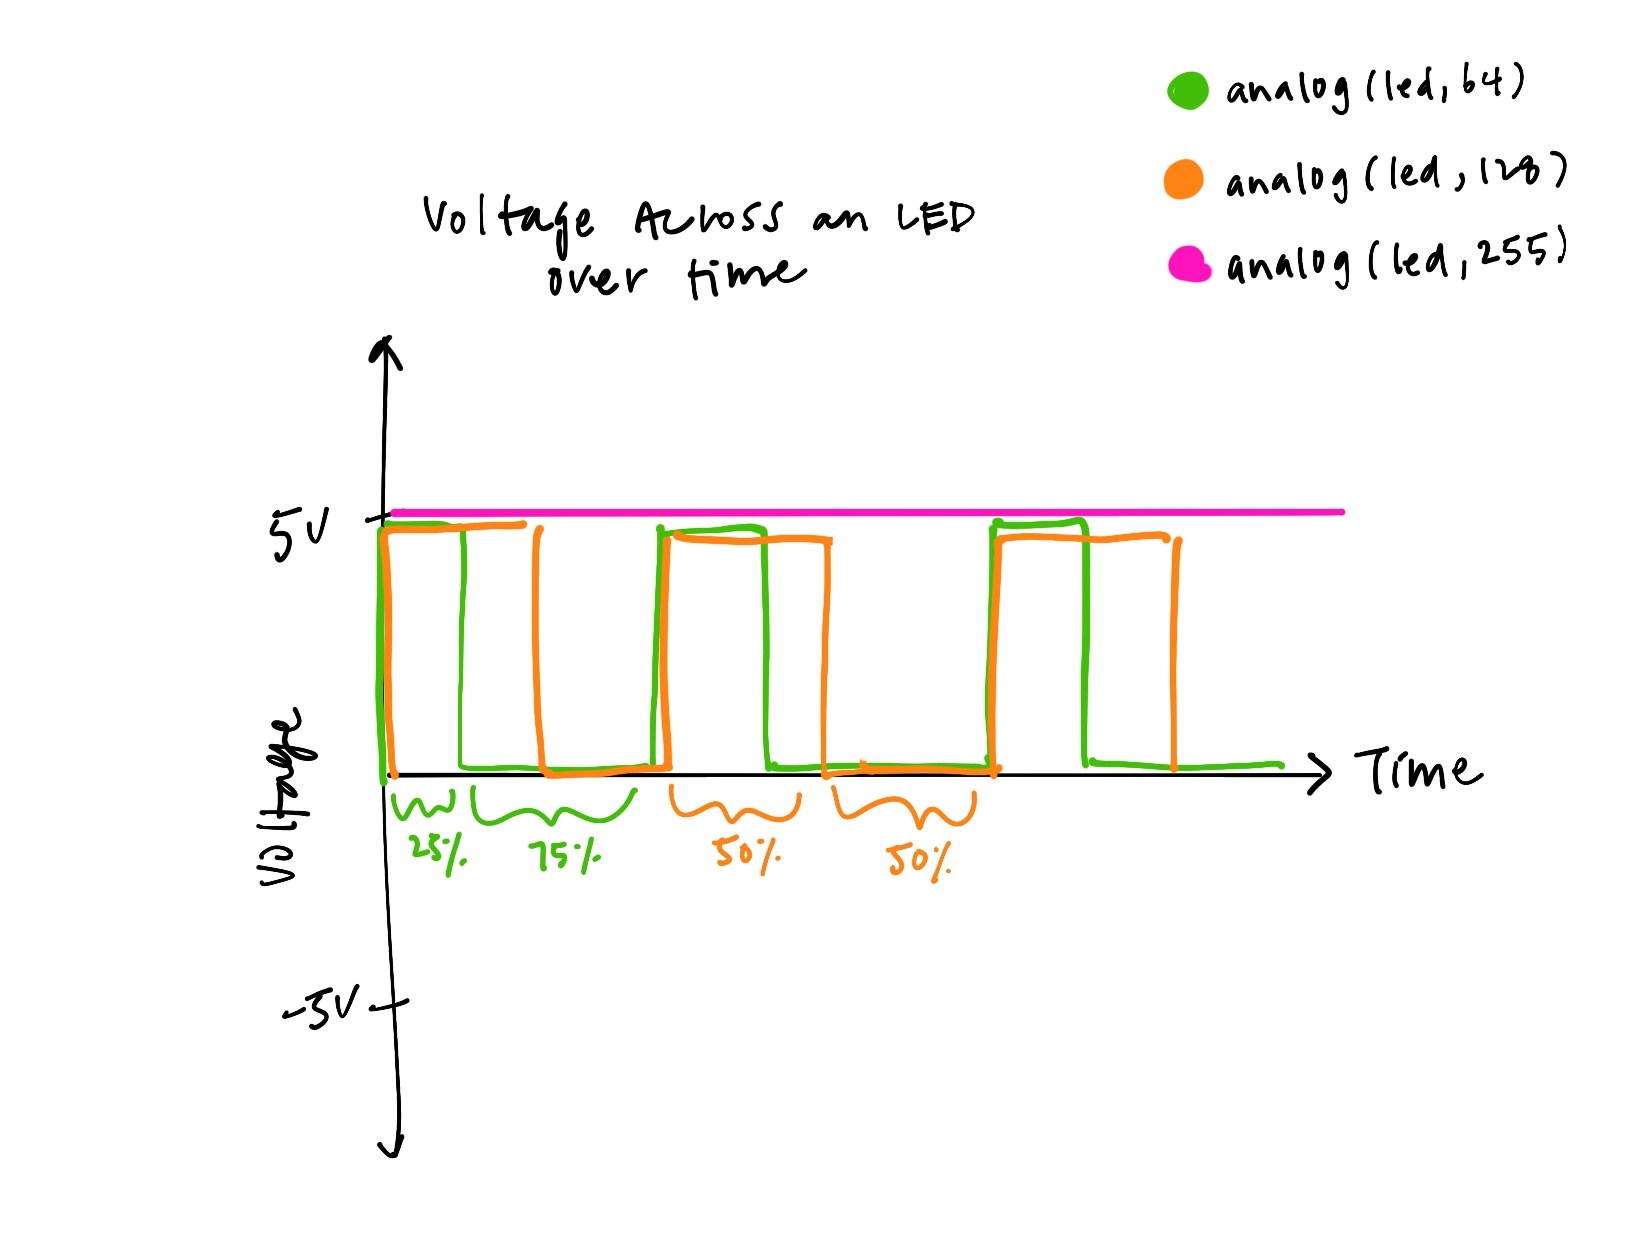 analog(led, 64)
analog(led, 128)
analog(led, 255)
Voltage Across an LED
over time
5V
Voltage
Time
25%
75%
50%
50%
-5V